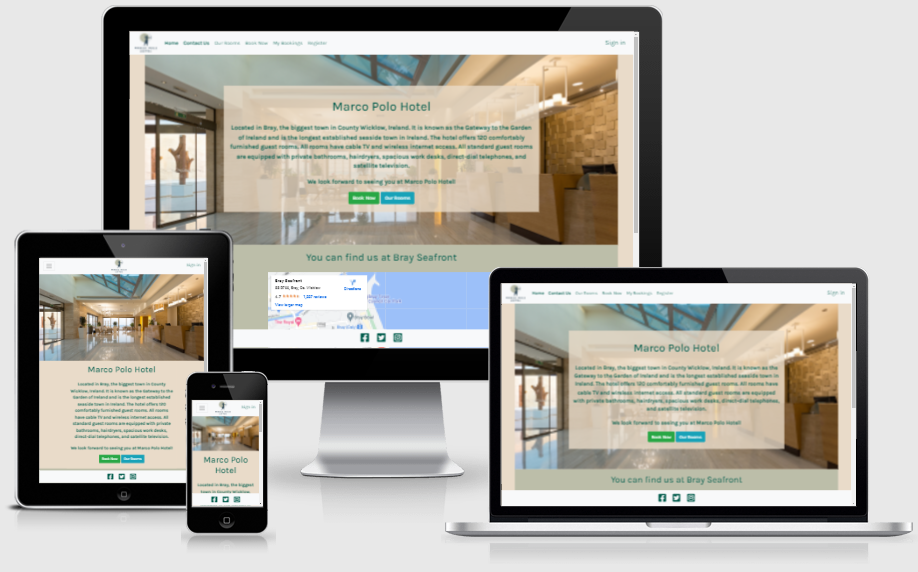 Home Contact Us Our Rooms Book Now My Bookings Register
Sign in
Marco Polo Hotel
Located in Bray, the biggest town in County Wicklow, Ireland. It is known as the Gateway to the Garden
of Ireland and is the longest established seaside town in Ireland. The hotel offers 120 comfortably
furnished guest rooms. All rooms have cable TV and wireless internet access. All standard guest rooms
are equipped with private bathrooms, hairdryers, spacious work desks, direct-dial telephones, and
satellite television.
We look forward to seeing you at Marco Polo Hotel!
Book Now Our Rooms
You can find us at Bray Seafront
Bray Seafront
Bray, Co. Wicklow
Directions
4.7
View larger map
Sign in
Marco Polo Hotel
Located in Bray, the biggest town in County
Wicklow, Ireland. It is known as the Gateway to the
Garden of Ireland and is the longest established
seaside town in Ireland. The hotel offers 120
comfortably furnished guest rooms. All rooms
have cable TV and wireless internet access. All
standard guest rooms are equipped with private
bathrooms, hairdryers, spacious work desks,
direct-dial telephones, and satellite television.
We look forward to seeing you at Marco Polo Hotel!
Book Now Our Rooms
Sign in
Marco Polo
Hotel
Located in Bray, the biggest
town in County Wicklow
Home Contact Us Our Rooms Book Now My Bookings Register
Sign in
Marco Polo Hotel
Located in Bray, the biggest town in County Wicklow, Ireland. It is known as the
Gateway to the Garden of Ireland and is the longest established seaside town in
Ireland. The hotel offers 120 comfortably furnished guest rooms. All rooms have
cable TV and wireless internet access. All standard guest rooms are equipped
with private bathrooms, hairdryers, spacious work desks, direct-dial telephones,
and satellite television.
We look forward to seeing you at Marco Polo Hotel!
Book Now Our Rooms
You can find us at Bray Seafront